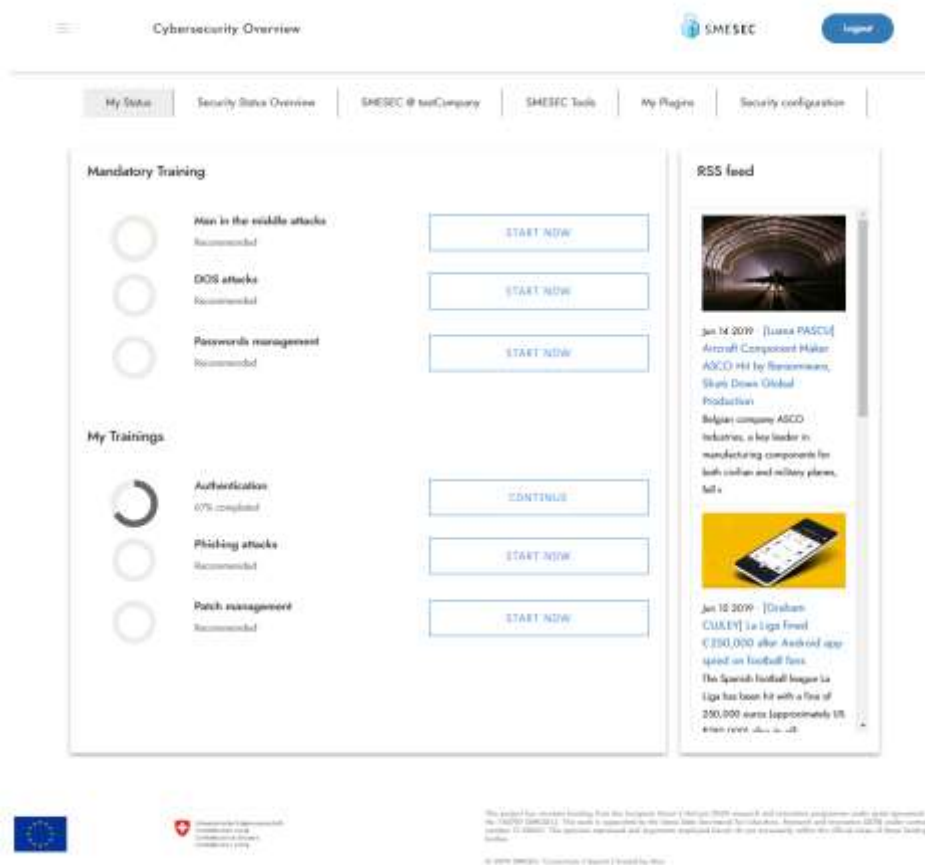 Cybersecurity Overview
SMESEC
Logout
My Status
Security Status Overview
SMESEC @ testCompany
SMESEC Tools
My Plugins
Security configuration
Mandatory Training
Man in the middle attacks
Recommended
START NOW
DOS attacks
Recommended
START NOW
Passwords management
Recommended
START NOW
My Trainings
Authentication
67% completed
CONTINUE
Phishing attacks
Recommended
START NOW
Patch management
Recommended
START NOW
RSS feed
Jun 14 2019 - [Luana PASCU]
Aircraft Component Maker
ASCO Hit by Ransomware,
Shuts Down Global
Production
Belgian company ASCO
Industries, a key leader in
manufacturing components for
both civilian and military planes,
fell v
Jun 12 2019 - [Graham
CLULEY] La Liga fined
€250,000 after Android app
spied on football fans
The Spanish football league La
Liga has been hit with a fine of
250,000 euros (approximately US